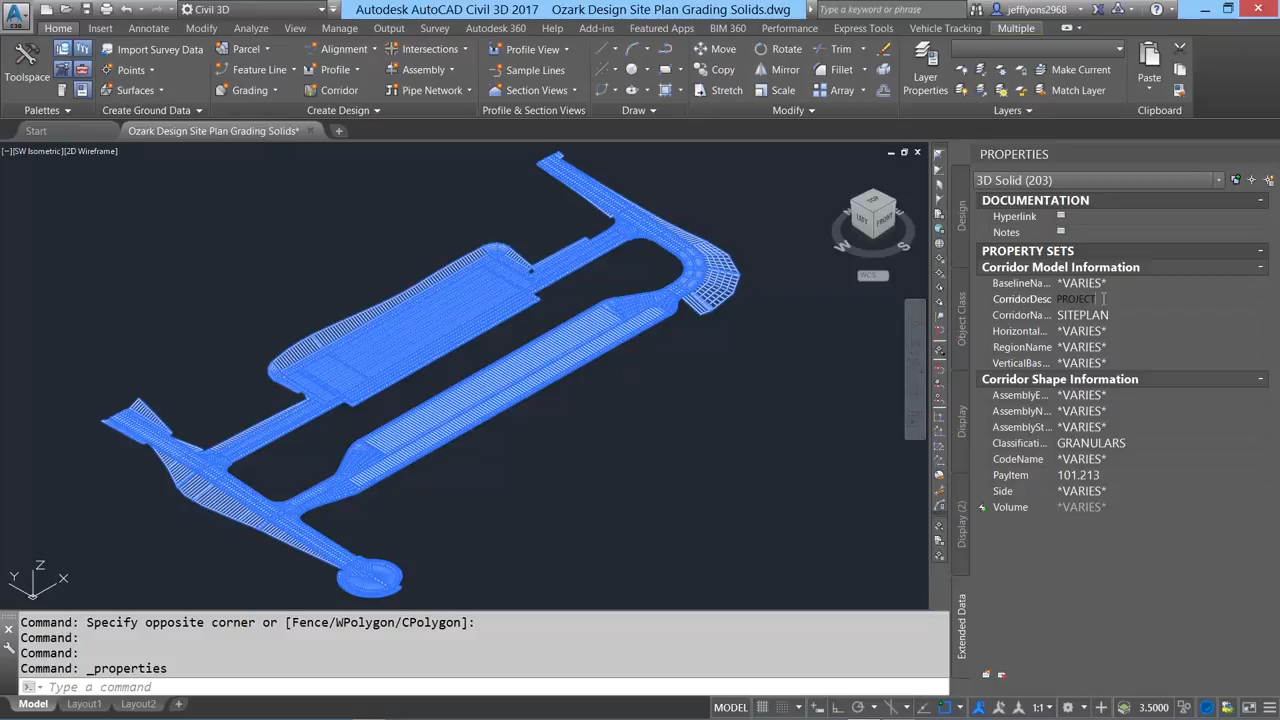 C3D
Civil 3D
Autodesk AutoCAD Civil 3D 2017 Ozark Design Site Plan Grading Solids.dwg
Type a keyword or phrase
jefflyons2968
Home Insert Annotate Modify Analyze View Manage Output Survey Autodesk 360 Help Add-ins Featured Apps BIM 360 Performance Express Tools Vehicle Tracking Multiple
Toolspace
Import Survey Data
Points
Surfaces
Parcel
Feature Line
Grading
Alignment
Profile
Corridor
Intersections
Assembly
Pipe Network
Profile View
Sample Lines
Section Views
Move Rotate Trim
Copy Mirror Fillet
Stretch Scale Array
Layer
Properties
Make Current
Match Layer
Paste
Palettes Create Ground Data Create Design Profile & Section Views Draw Modify Layers Clipboard
Start Ozark Design Site Plan Grading Solids*
[−][SW Isometric][2D Wireframe]
TOP
LEFT FRONT
W S
WCS
Z
Y X
PROPERTIES
3D Solid (203)
Design
Object Class
Display
Display (2)
Extended Data
DOCUMENTATION
Hyperlink
Notes
PROPERTY SETS
Corridor Model Information
BaselineNa... *VARIES*
CorridorDesc PROJECT
CorridorNa... SITEPLAN
Horizontal... *VARIES*
RegionName *VARIES*
VerticalBas... *VARIES*
Corridor Shape Information
AssemblyE... *VARIES*
AssemblyN... *VARIES*
AssemblySt... *VARIES*
Classificati... GRANULARS
CodeName *VARIES*
PayItem 101.213
Side *VARIES*
Volume *VARIES*
Command: Specify opposite corner or [Fence/WPolygon/CPolygon]:
Command:
Command:
Command: _properties
Type a command
Model Layout1 Layout2
MODEL 1:1 3.5000